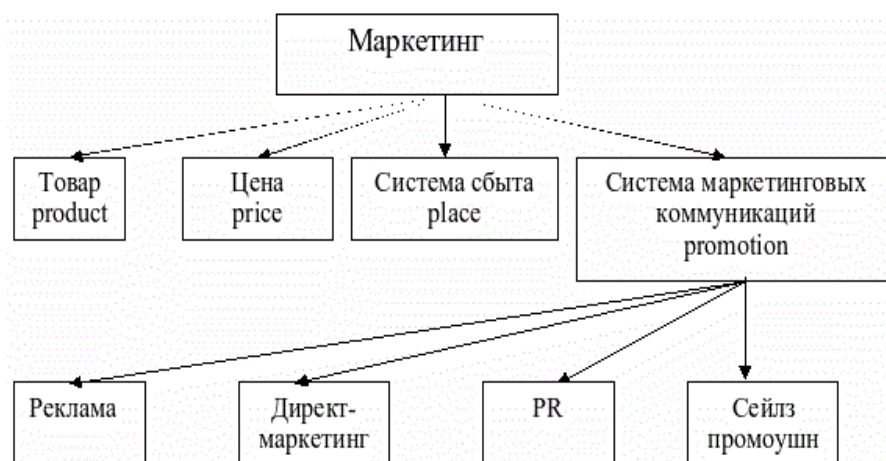 Маркетинг
Товар
product
Цена
price
Система сбыта
place
Система маркетинговых
коммуникаций
promotion
Реклама
Директ-
маркетинг
PR
Сейлз
промоушн